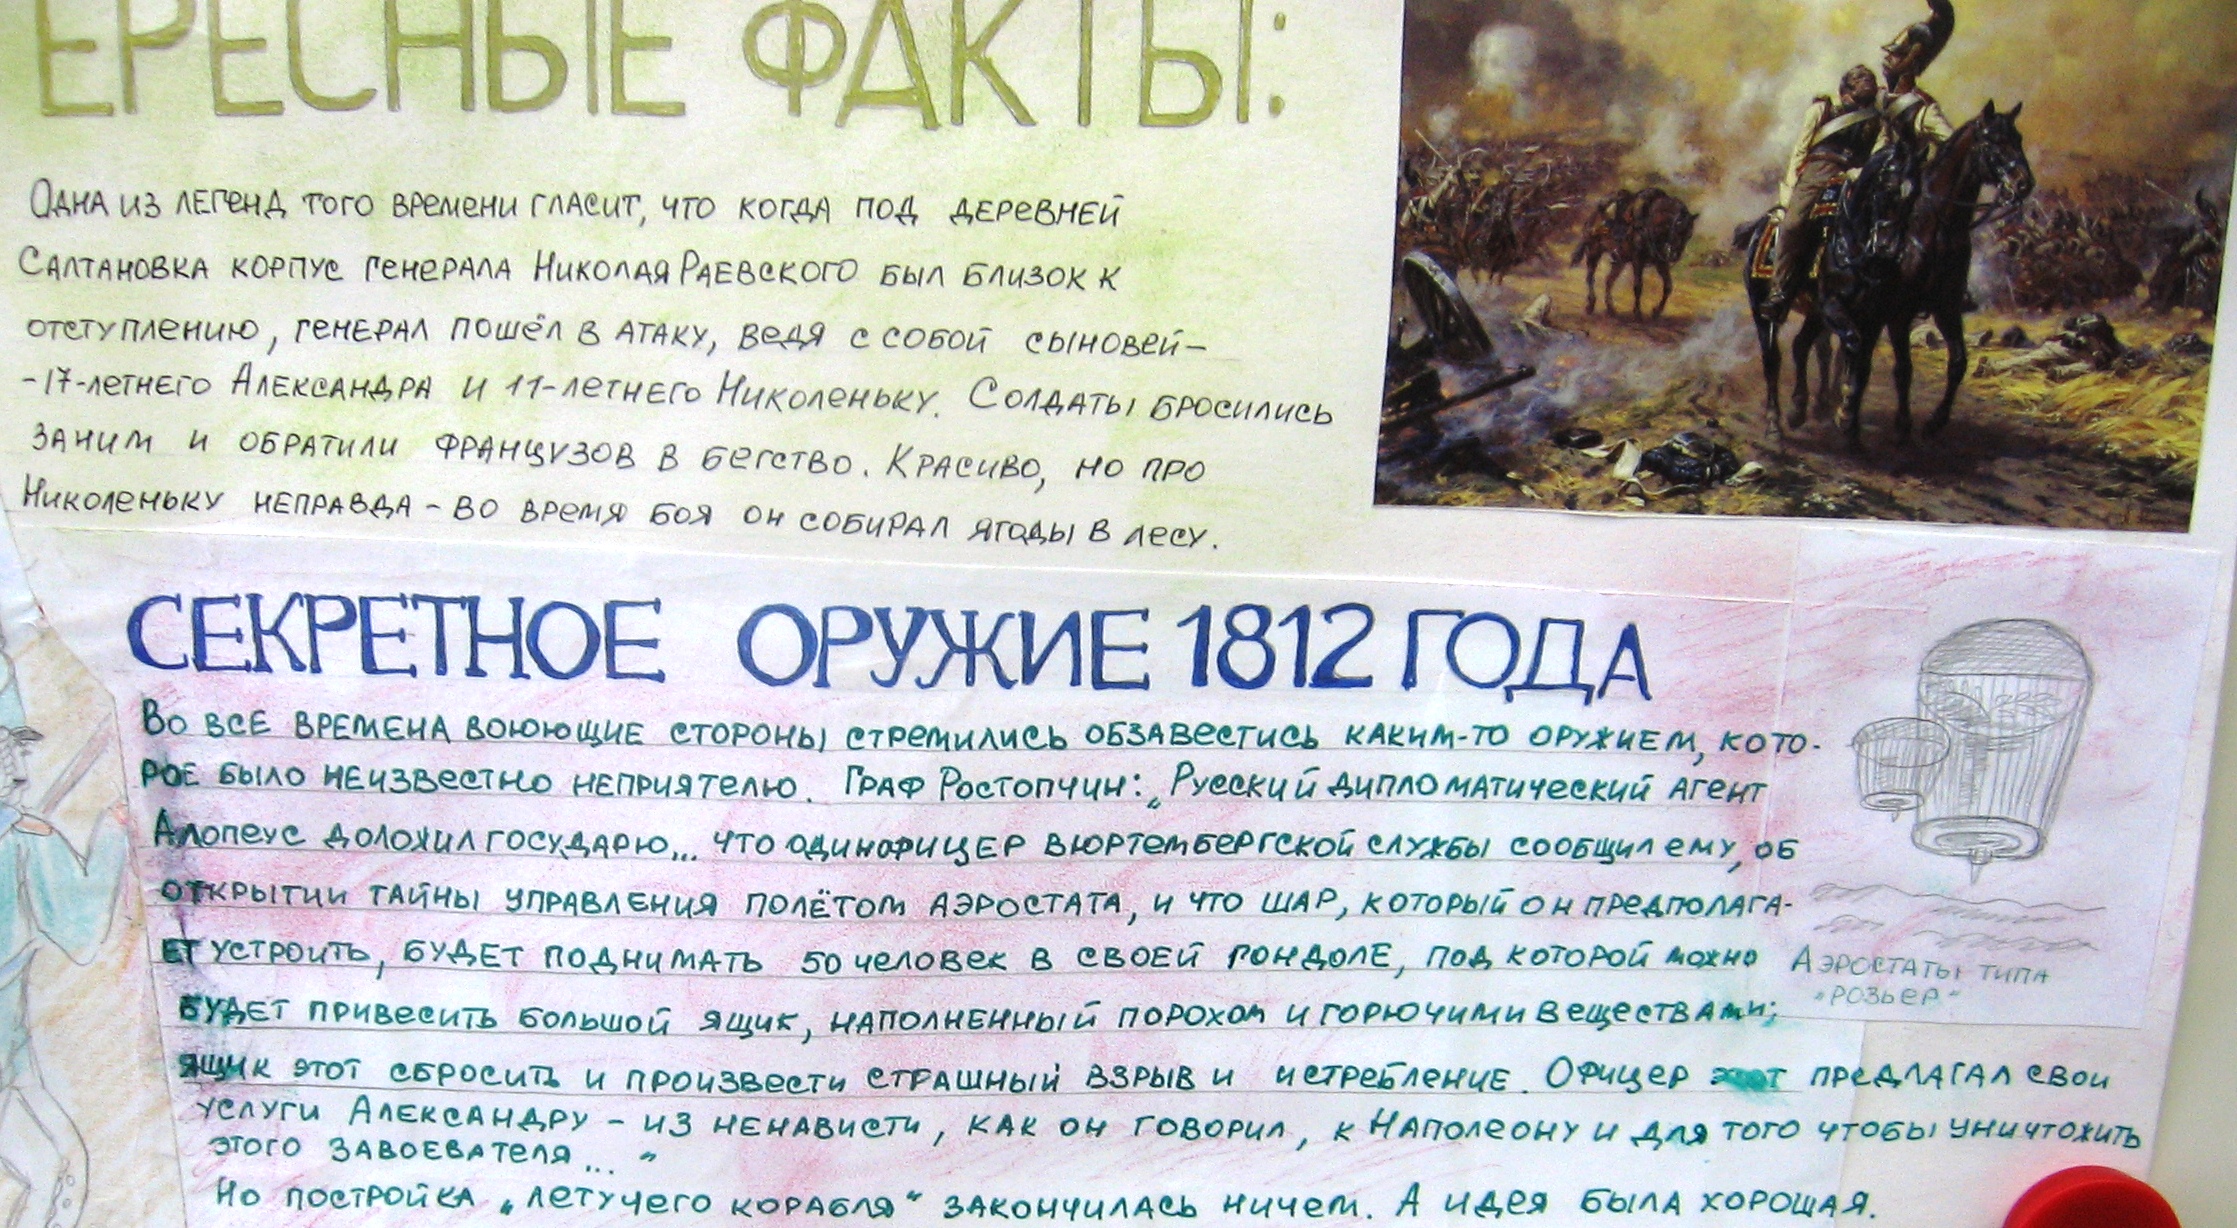 ЕРЕСНЫЕ ФАКТЫ:
Одна из легенд того времени гласит, что когда под деревней
Салтановка корпус генерала Николая Раевского был близок к
отступлению, генерал пошёл в атаку, ведя с собой сыновей-
-17-летнего Александра и 11-летнего Николеньку. Солдаты бросились
за ним и обратили французов в бегство. Красиво, но про
Николеньку неправда - во время боя он собирал ягоды в лесу.
СЕКРЕТНОЕ ОРУЖИЕ 1812 ГОДА
Во все времена воюющие стороны стремились обзавестись каким-то оружием, кото-
рое было неизвестно неприятелю. Граф Ростопчин: „Русский дипломатический агент
Алопеус доложил государю... что один офицер вюртембергской службы сообщил ему, об
открытии тайны управления полётом аэростата, и что шар, который он предполага-
ет устроить, будет поднимать 50 человек в своей гондоле, под которой можно
будет привесить большой ящик, наполненный порохом и горючими веществами;
ящик этот сбросить и произвести страшный взрыв и истребление. Офицер этот предлагал свои
услуги Александру - из ненависти, как он говорил, к Наполеону и для того чтобы уничтожить
этого завоевателя... "
Но постройка „летучего корабля" закончилась ничем. А идея была хорошая.
Аэростаты типа
"Розьер"